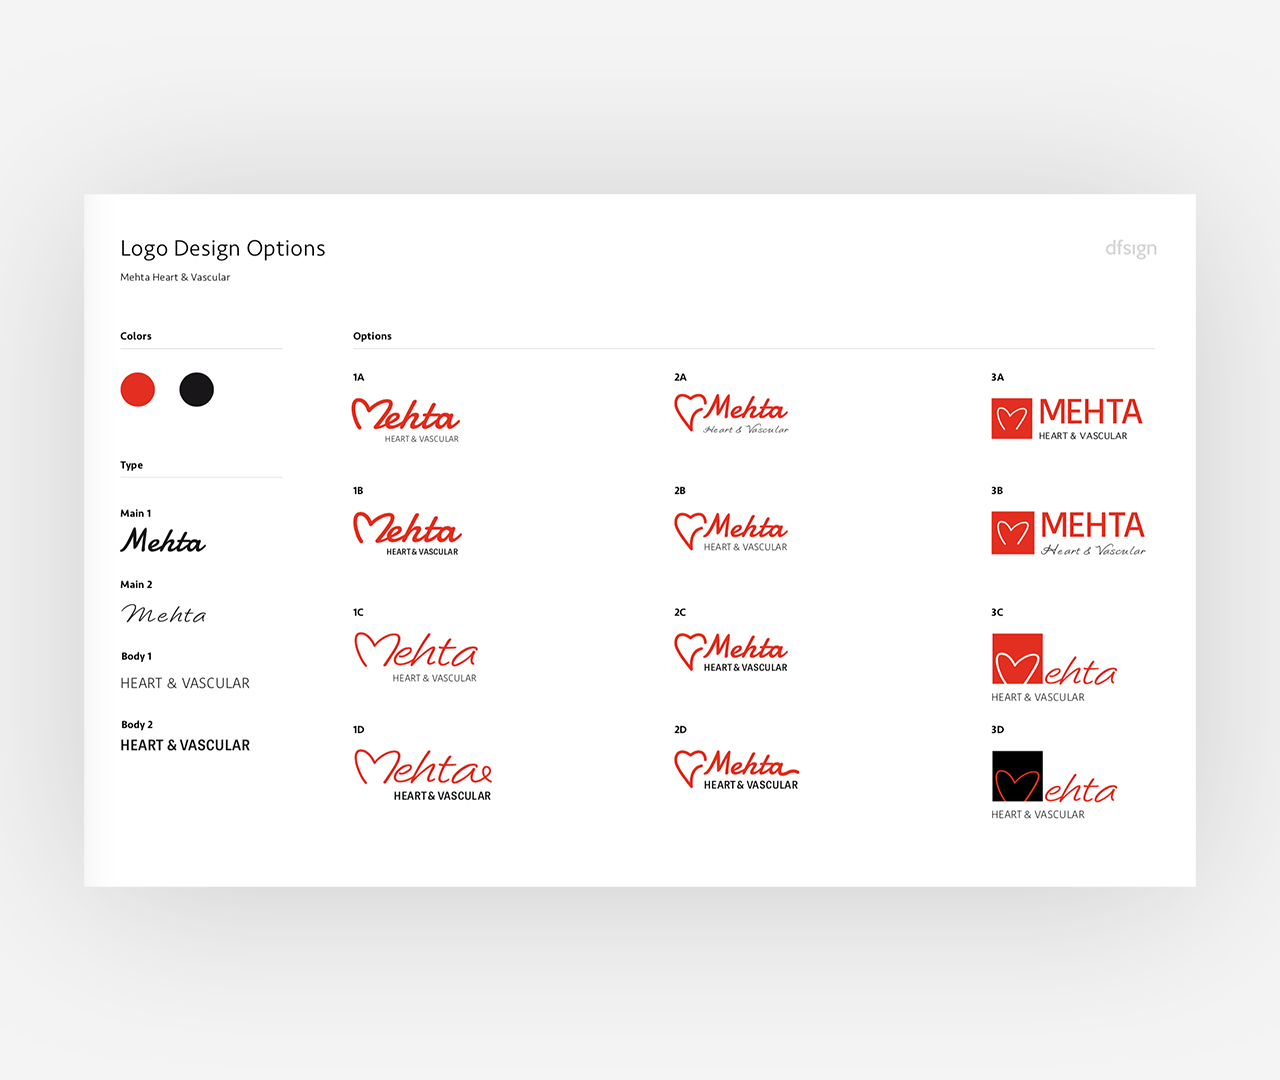 Logo Design Options
dfsign
Mehta Heart & Vascular
Colors
Type
Main 1
Mehta
Main 2
Mehta
Body 1
HEART & VASCULAR
Body 2
HEART & VASCULAR
Options
1A
Mehta
HEART & VASCULAR
2A
Mehta
Heart & Vascular
3A
MEHTA
HEART & VASCULAR
1B
Mehta
HEART & VASCULAR
2B
Mehta
HEART & VASCULAR
3B
MEHTA
Heart & Vascular
1C
Mehta
HEART & VASCULAR
2C
Mehta
HEART & VASCULAR
3C
Mehta
HEART & VASCULAR
1D
Mehta
HEART & VASCULAR
2D
Mehta
HEART & VASCULAR
3D
Mehta
HEART & VASCULAR